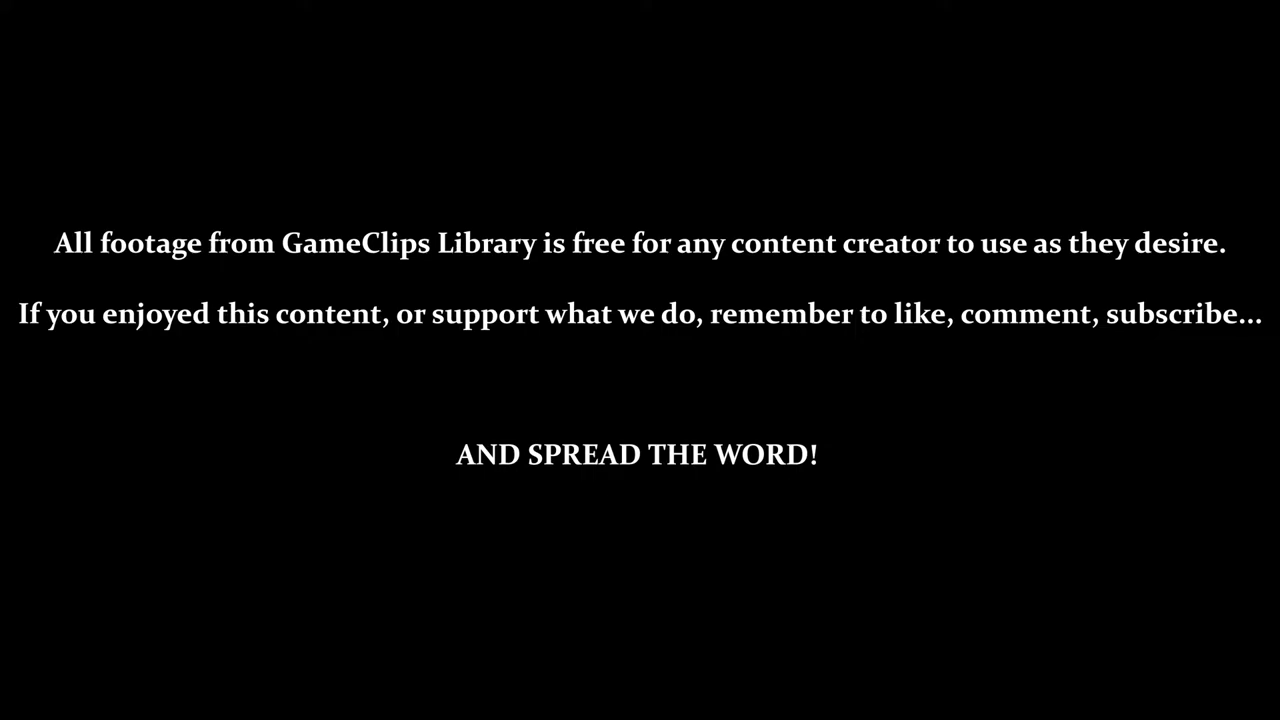 All footage from GameClips Library is free for any content creator to use as they desire.
If you enjoyed this content, or support what we do, remember to like, comment, subscribe...
AND SPREAD THE WORD!